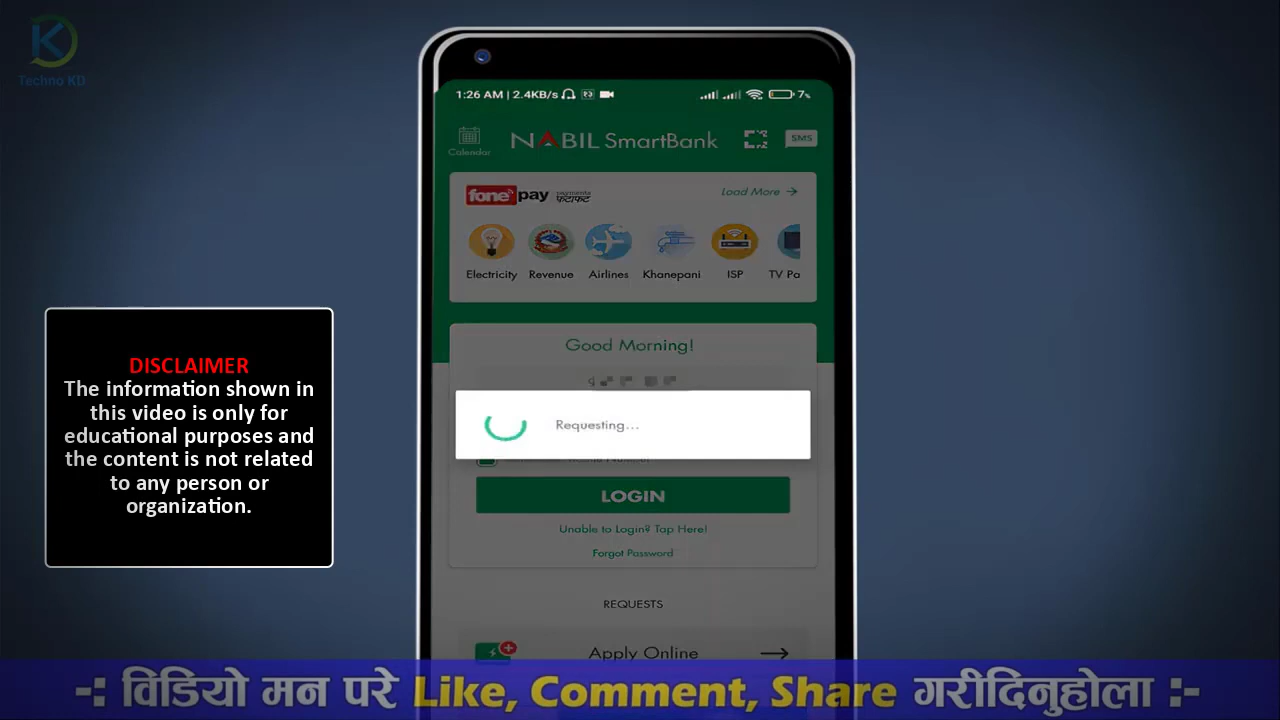 Techno KD
1:26 AM | 2.4KB/s
7%
Calendar
NABIL SmartBank
SMS
fonepay
Load More →
Electricity
Revenue
Airlines
Khanepani
ISP
TV Pa
Good Morning!
Requesting...
LOGIN
Unable to Login? Tap Here!
Forgot Password
REQUESTS
Apply Online
DISCLAIMER
The information shown in
this video is only for
educational purposes and
the content is not related
to any person or
organization.
-: विडियो मन परे Like, Comment, Share गरीदिनुहोला :-